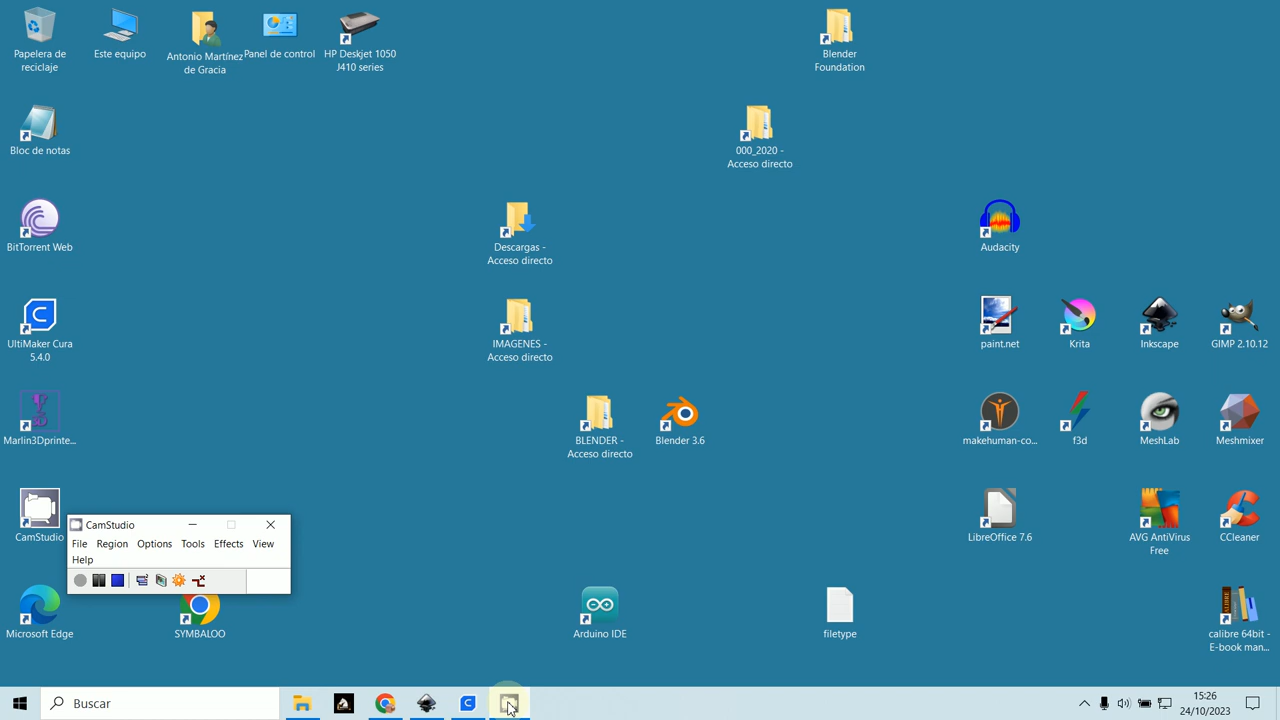 Papelera de
reciclaje
Este equipo
Antonio Martínez
de Gracia
Panel de control
HP Deskjet 1050
J410 series
Blender
Foundation
Bloc de notas
000_2020 -
Acceso directo
BitTorrent Web
Descargas -
Acceso directo
Audacity
UltiMaker Cura
5.4.0
IMAGENES -
Acceso directo
paint.net
Krita
Inkscape
GIMP 2.10.12
Marlin3Dprinte...
BLENDER -
Acceso directo
Blender 3.6
makehuman-co...
f3d
MeshLab
Meshmixer
CamStudio
CamStudio
File Region Options Tools Effects View
Help
LibreOffice 7.6
AVG AntiVirus
Free
CCleaner
Microsoft Edge
SYMBALOO
Arduino IDE
filetype
calibre 64bit -
E-book man...
Buscar
15:26
24/10/2023